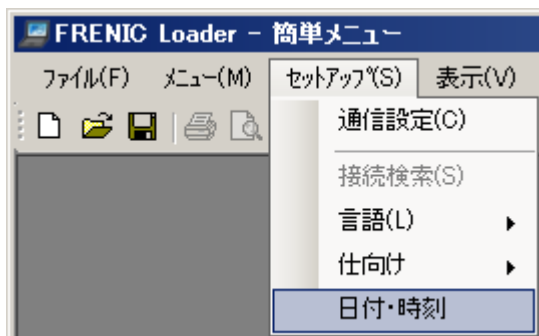 FRENIC Loader - 簡単メニュー
ファイル(F) メニュー(M) セットアップ(S) 表示(V)
通信設定(C)
接続検索(S)
言語(L)
仕向け
日付・時刻